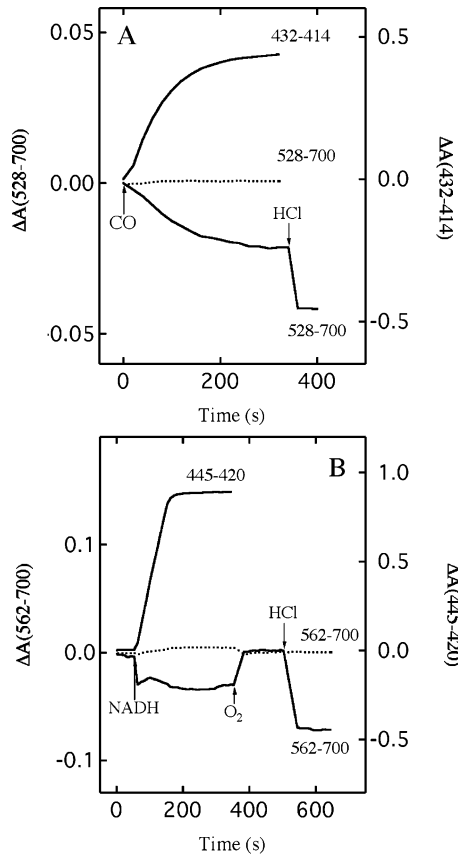 A
0.05
0.5
432-414
ΔA(528-700)
ΔA(432-414)
528-700
0.00
0.0
CO
HCl
-0.05
-0.5
528-700
0 200 400
Time (s)
B
445-420
1.0
ΔA(562-700)
ΔA(445-420)
0.1
0.5
HCl
562-700
0.0
0.0
NADH
O₂
-0.1
-0.5
562-700
0 200 400 600
Time (s)